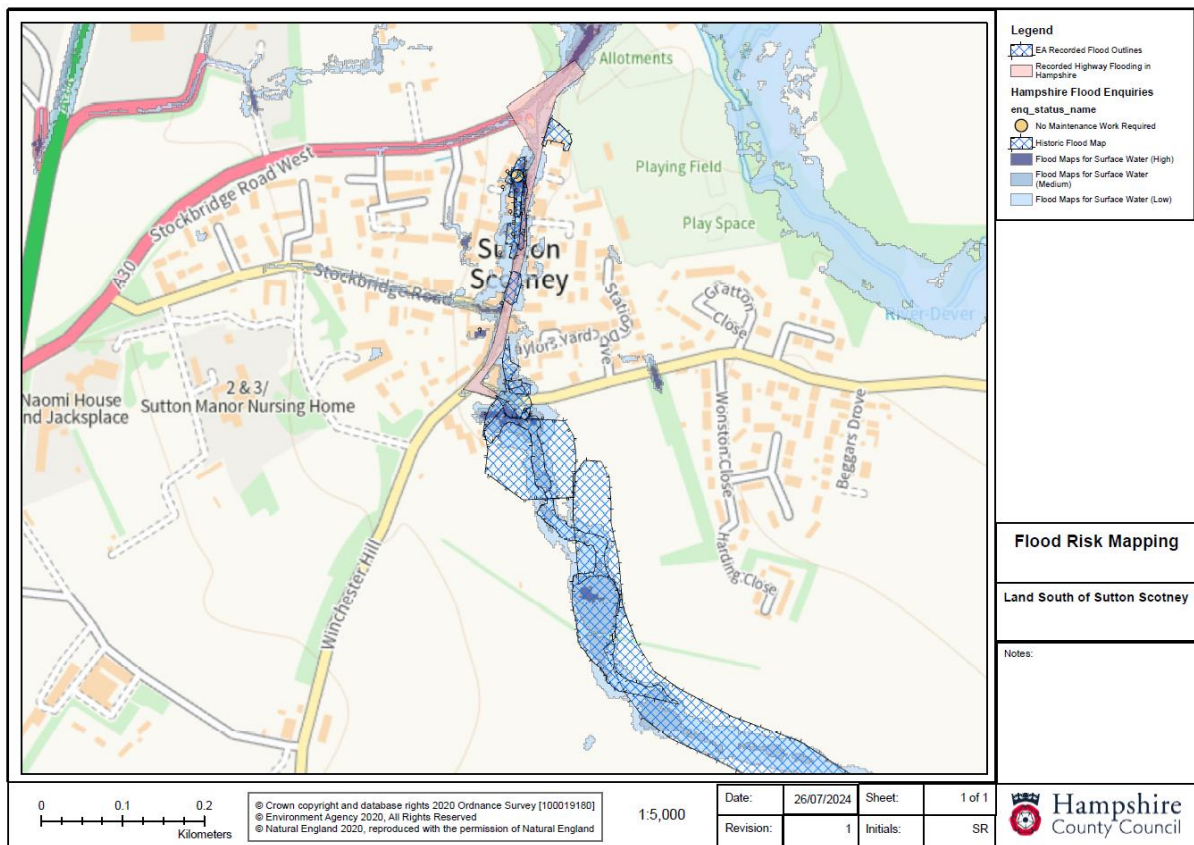 Allotments
Playing Field
Play Space
River Dever
Stockbridge Road West
A30
Stockbridge Road
Sutton
Scotney
Station
Drive
Gratton
Close
Wonston Close
Beggars Drove
Harding Close
Winchester Hill
2 & 3/
Sutton Manor Nursing Home
Naomi House
nd Jacksplace
Legend
EA Recorded Flood Outlines
Recorded Highway Flooding in
Hampshire
Hampshire Flood Enquiries
enq_status_name
No Maintenance Work Required
Historic Flood Map
Flood Maps for Surface Water (High)
Flood Maps for Surface Water
(Medium)
Flood Maps for Surface Water (Low)
Flood Risk Mapping
Land South of Sutton Scotney
Notes:
0 0.1 0.2
Kilometers
© Crown copyright and database rights 2020 Ordnance Survey [100019180]
© Environment Agency 2020, All Rights Reserved
© Natural England 2020, reproduced with the permission of Natural England
1:5,000
Date: 26/07/2024 Sheet: 1 of 1
Revision: 1 Initials: SR
Hampshire
County Council